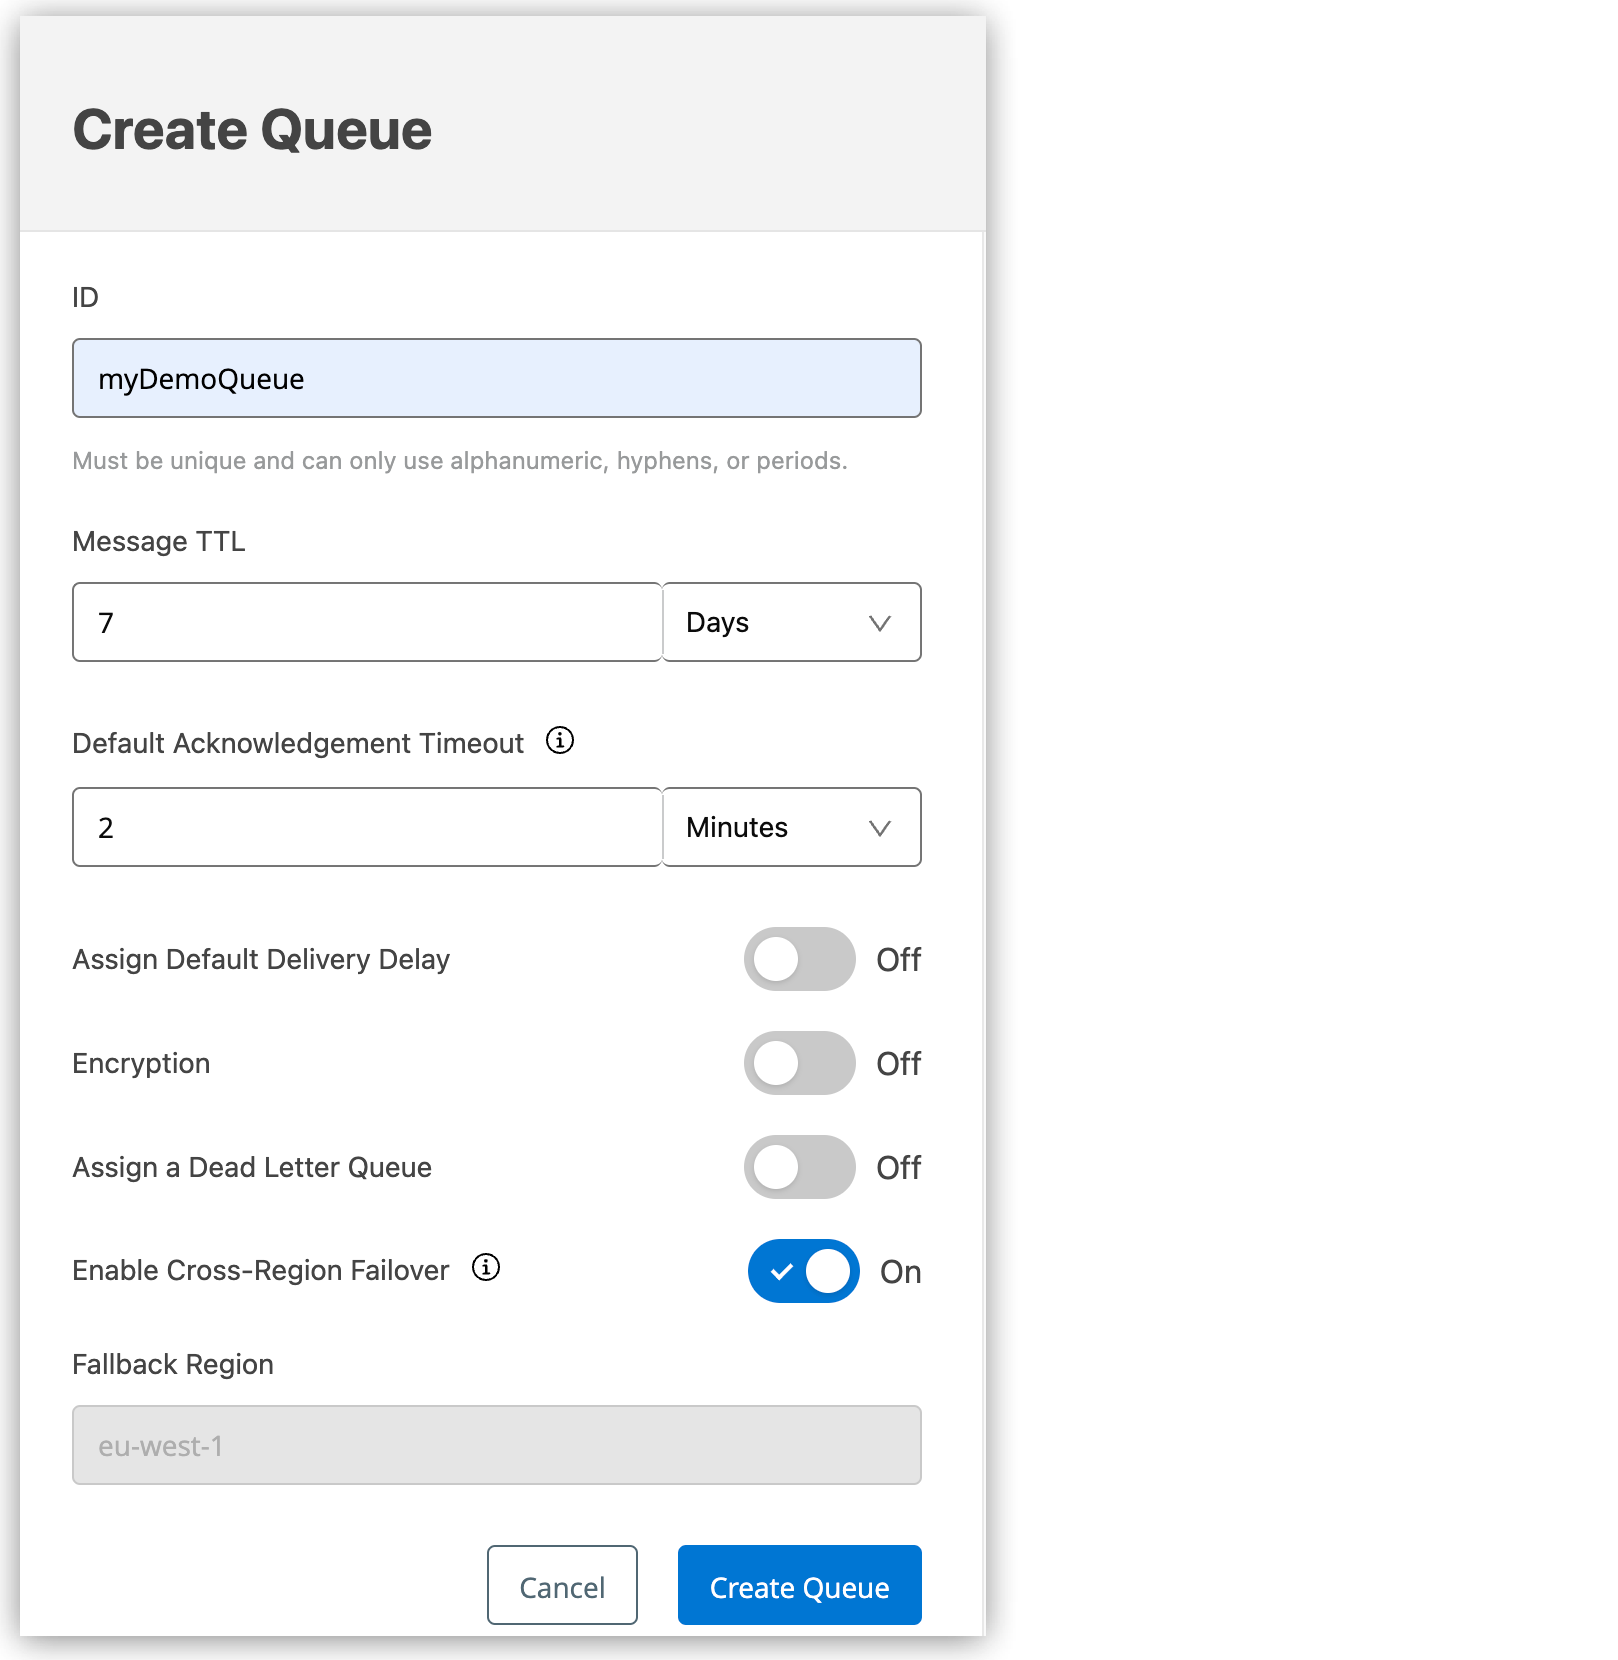 Create Queue
ID
myDemoQueue
Must be unique and can only use alphanumeric, hyphens, or periods.
Message TTL
7 Days
Default Acknowledgement Timeout
2 Minutes
Assign Default Delivery Delay Off
Encryption Off
Assign a Dead Letter Queue Off
Enable Cross-Region Failover On
Fallback Region
eu-west-1
Cancel Create Queue